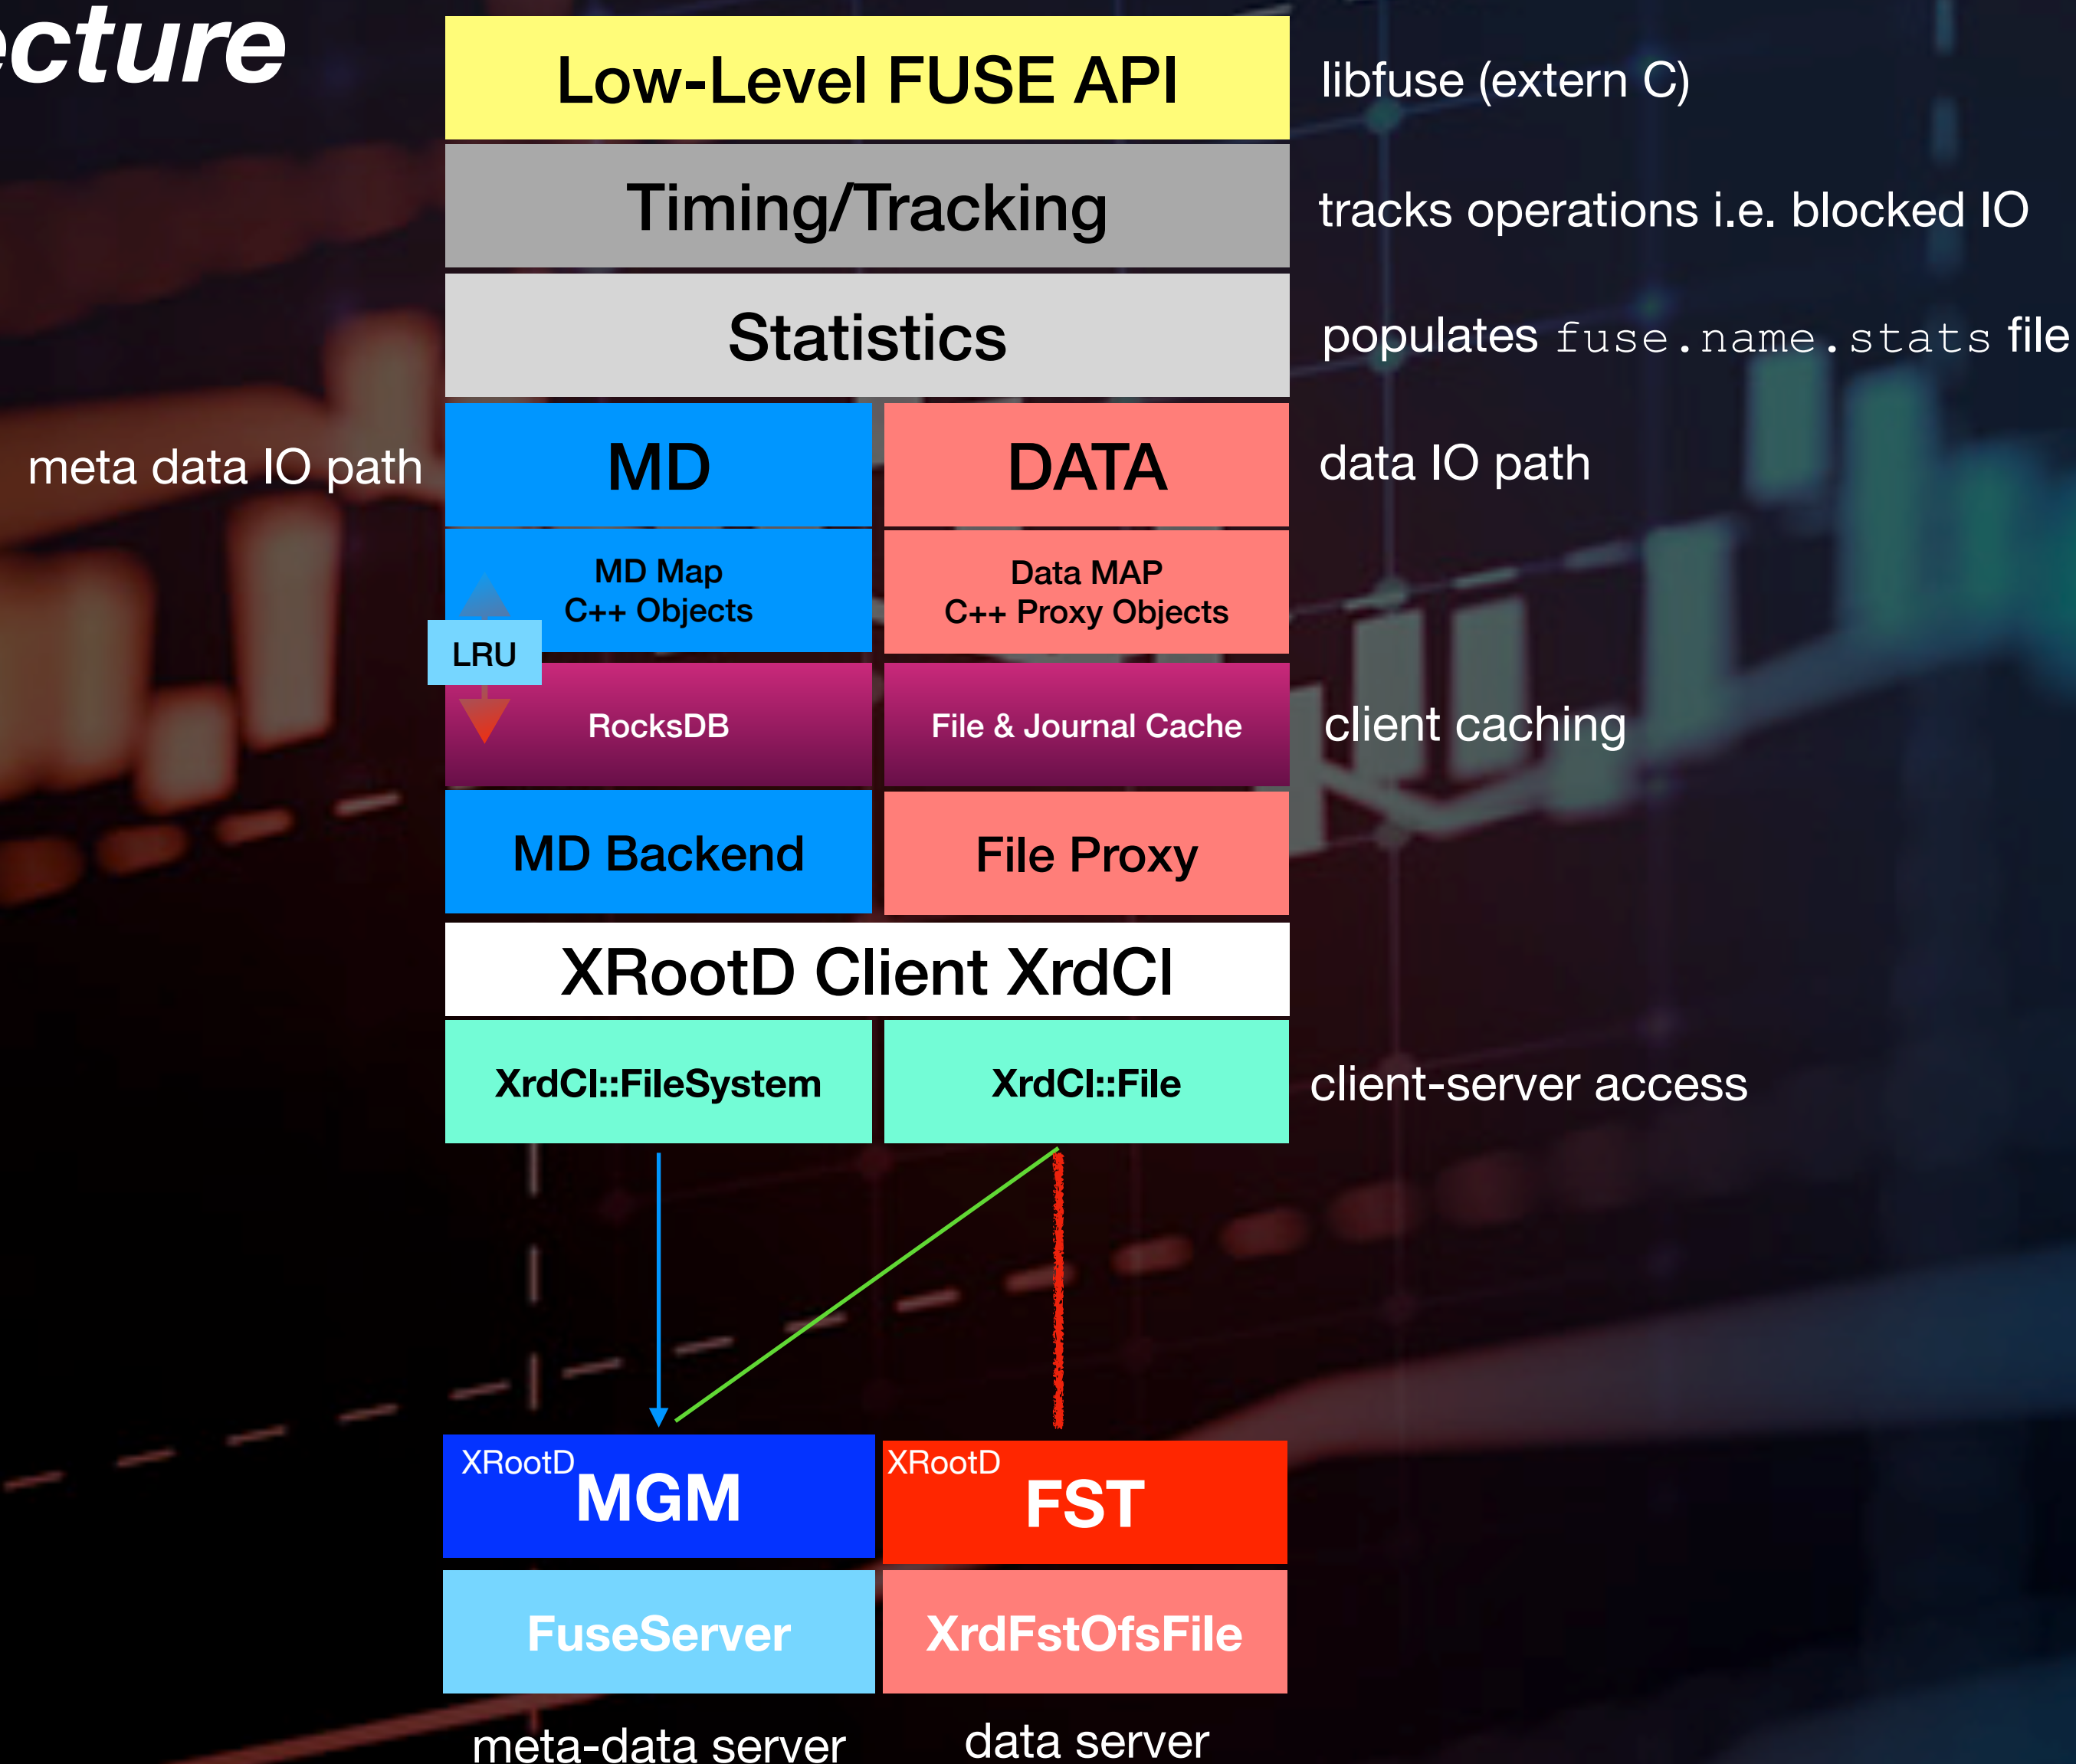 ecture
Low-Level FUSE API
libfuse (extern C)
Timing/Tracking
tracks operations i.e. blocked IO
Statistics
populates fuse.name.stats file
meta data IO path
MD
DATA
data IO path
MD Map
C++ Objects
Data MAP
C++ Proxy Objects
LRU
RocksDB
File & Journal Cache
client caching
MD Backend
File Proxy
XRootD Client XrdCl
XrdCl::FileSystem
XrdCl::File
client-server access
XRootD
MGM
XRootD
FST
FuseServer
XrdFstOfsFile
meta-data server
data server